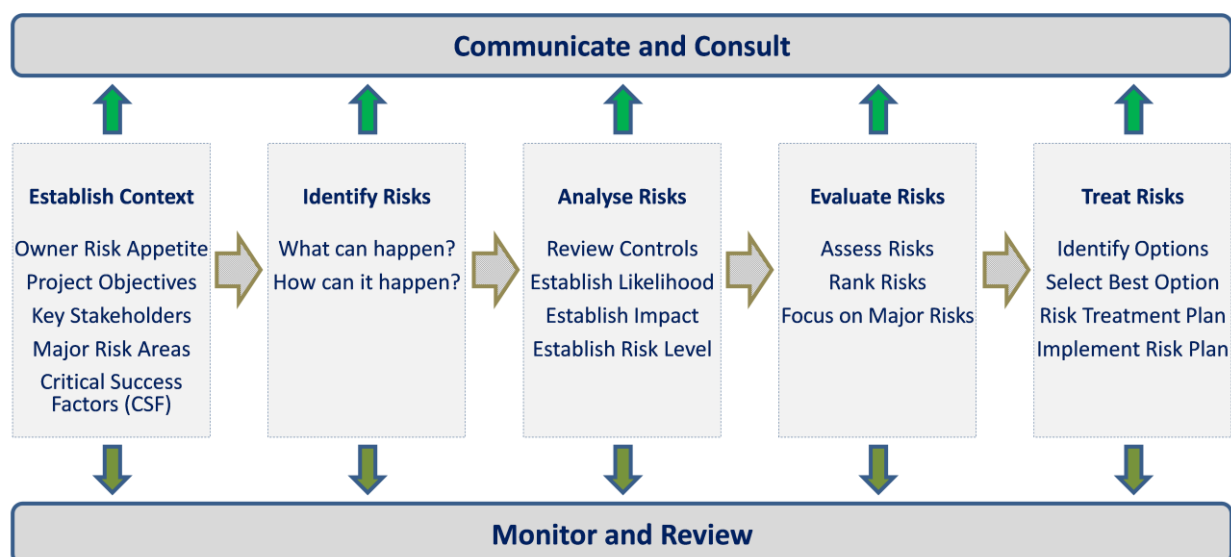 Communicate and Consult
Establish Context
Owner Risk Appetite
Project Objectives
Key Stakeholders
Major Risk Areas
Critical Success
Factors (CSF)
Identify Risks
What can happen?
How can it happen?
Analyse Risks
Review Controls
Establish Likelihood
Establish Impact
Establish Risk Level
Evaluate Risks
Assess Risks
Rank Risks
Focus on Major Risks
Treat Risks
Identify Options
Select Best Option
Risk Treatment Plan
Implement Risk Plan
Monitor and Review